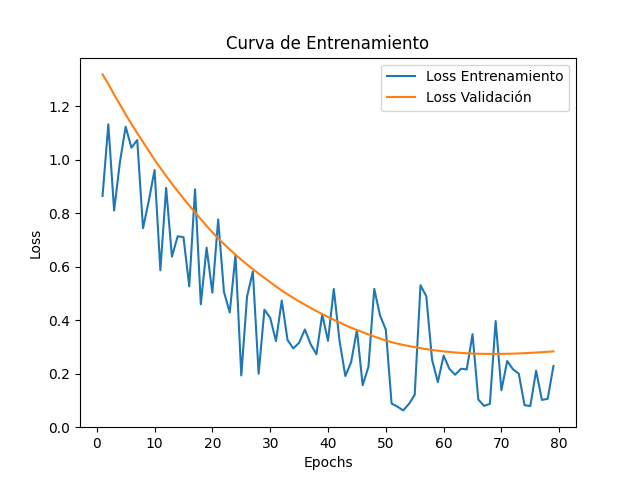 Curva de Entrenamiento
Loss Entrenamiento
Loss Validación
Loss
1.2
1.0
0.8
0.6
0.4
0.2
0.0
0 10 20 30 40 50 60 70 80
Epochs